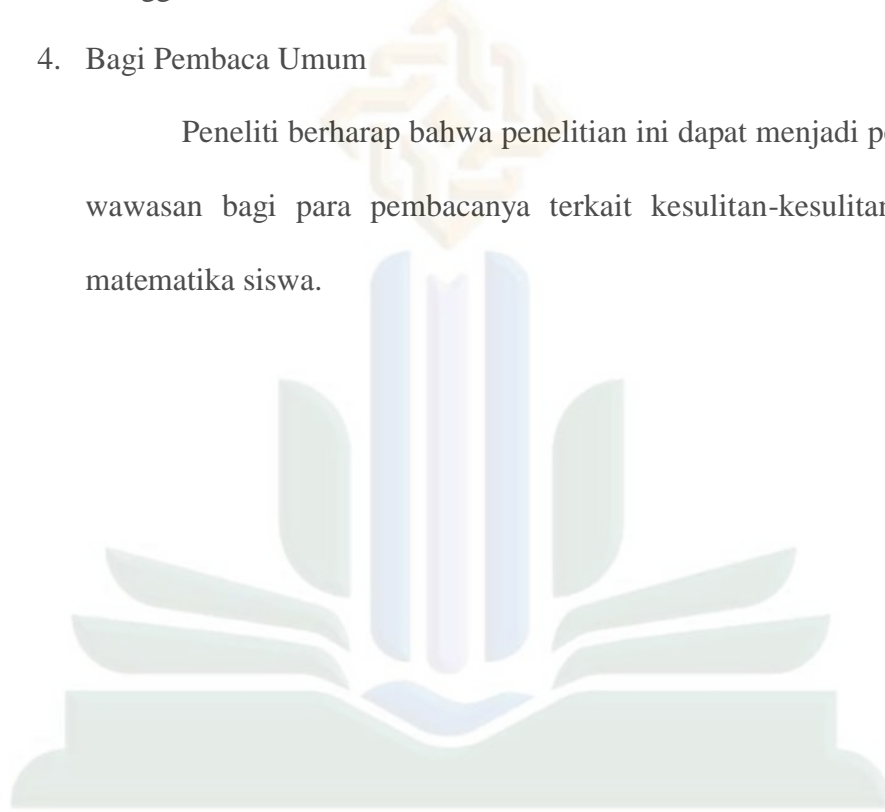 4. Bagi Pembaca Umum
Peneliti berharap bahwa penelitian ini dapat menjadi
wawasan bagi para pembacanya terkait kesulitan-kesulitan
matematika siswa.